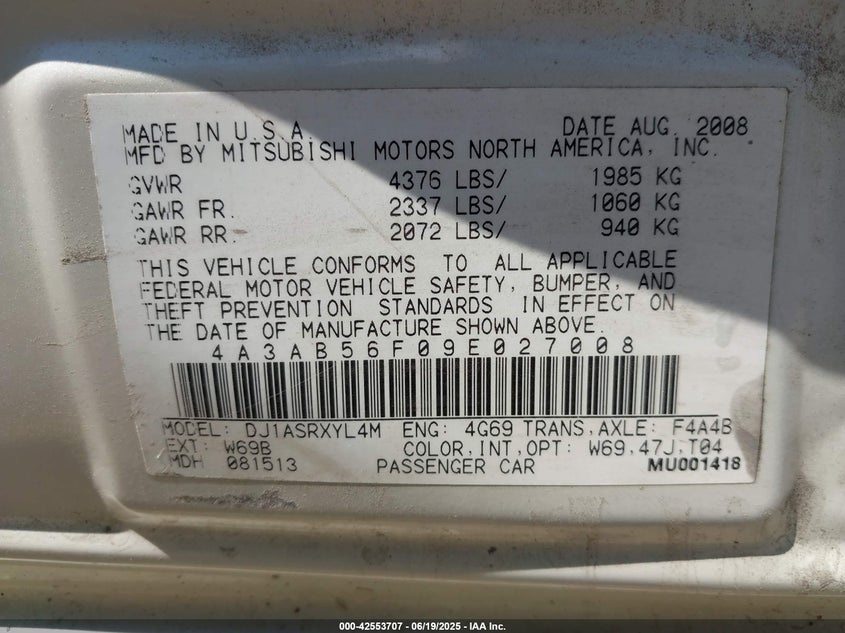 MADE IN U.S.A. DATE AUG. 2008
MFD BY MITSUBISHI MOTORS NORTH AMERICA, INC.
GVWR 4376 LBS/ 1985 KG
GAWR FR. 2337 LBS/ 1060 KG
GAWR RR. 2072 LBS/ 940 KG
THIS VEHICLE CONFORMS TO ALL APPLICABLE
FEDERAL MOTOR VEHICLE SAFETY, BUMPER, AND
THEFT PREVENTION STANDARDS IN EFFECT ON
THE DATE OF MANUFACTURE SHOWN ABOVE.
4A3AB56F09E027008
MODEL: DJ1ASRXYL4M ENG: 4G69 TRANS,AXLE: F4A4B
EXT: W69B COLOR,INT,OPT: W69,47J,T04
MDH 081513 PASSENGER CAR MU001418
000-42553707 - 06/19/2025 - IAA Inc.